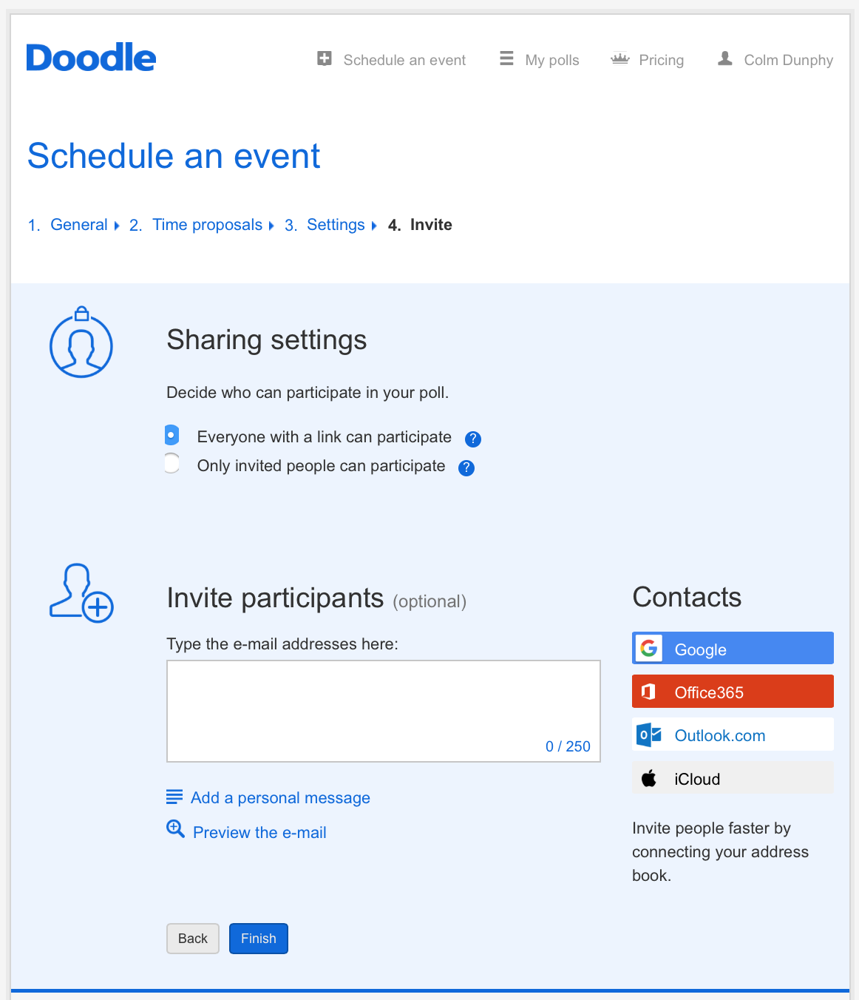 Doodle
Schedule an event My polls Pricing Colm Dunphy
Schedule an event
1. General 2. Time proposals 3. Settings 4. Invite
Sharing settings
Decide who can participate in your poll.
Everyone with a link can participate ?
Only invited people can participate ?
Invite participants (optional)
Type the e-mail addresses here:
0 / 250
Add a personal message
Preview the e-mail
Contacts
G Google
Office365
o Outlook.com
iCloud
Invite people faster by
connecting your address
book.
Back Finish